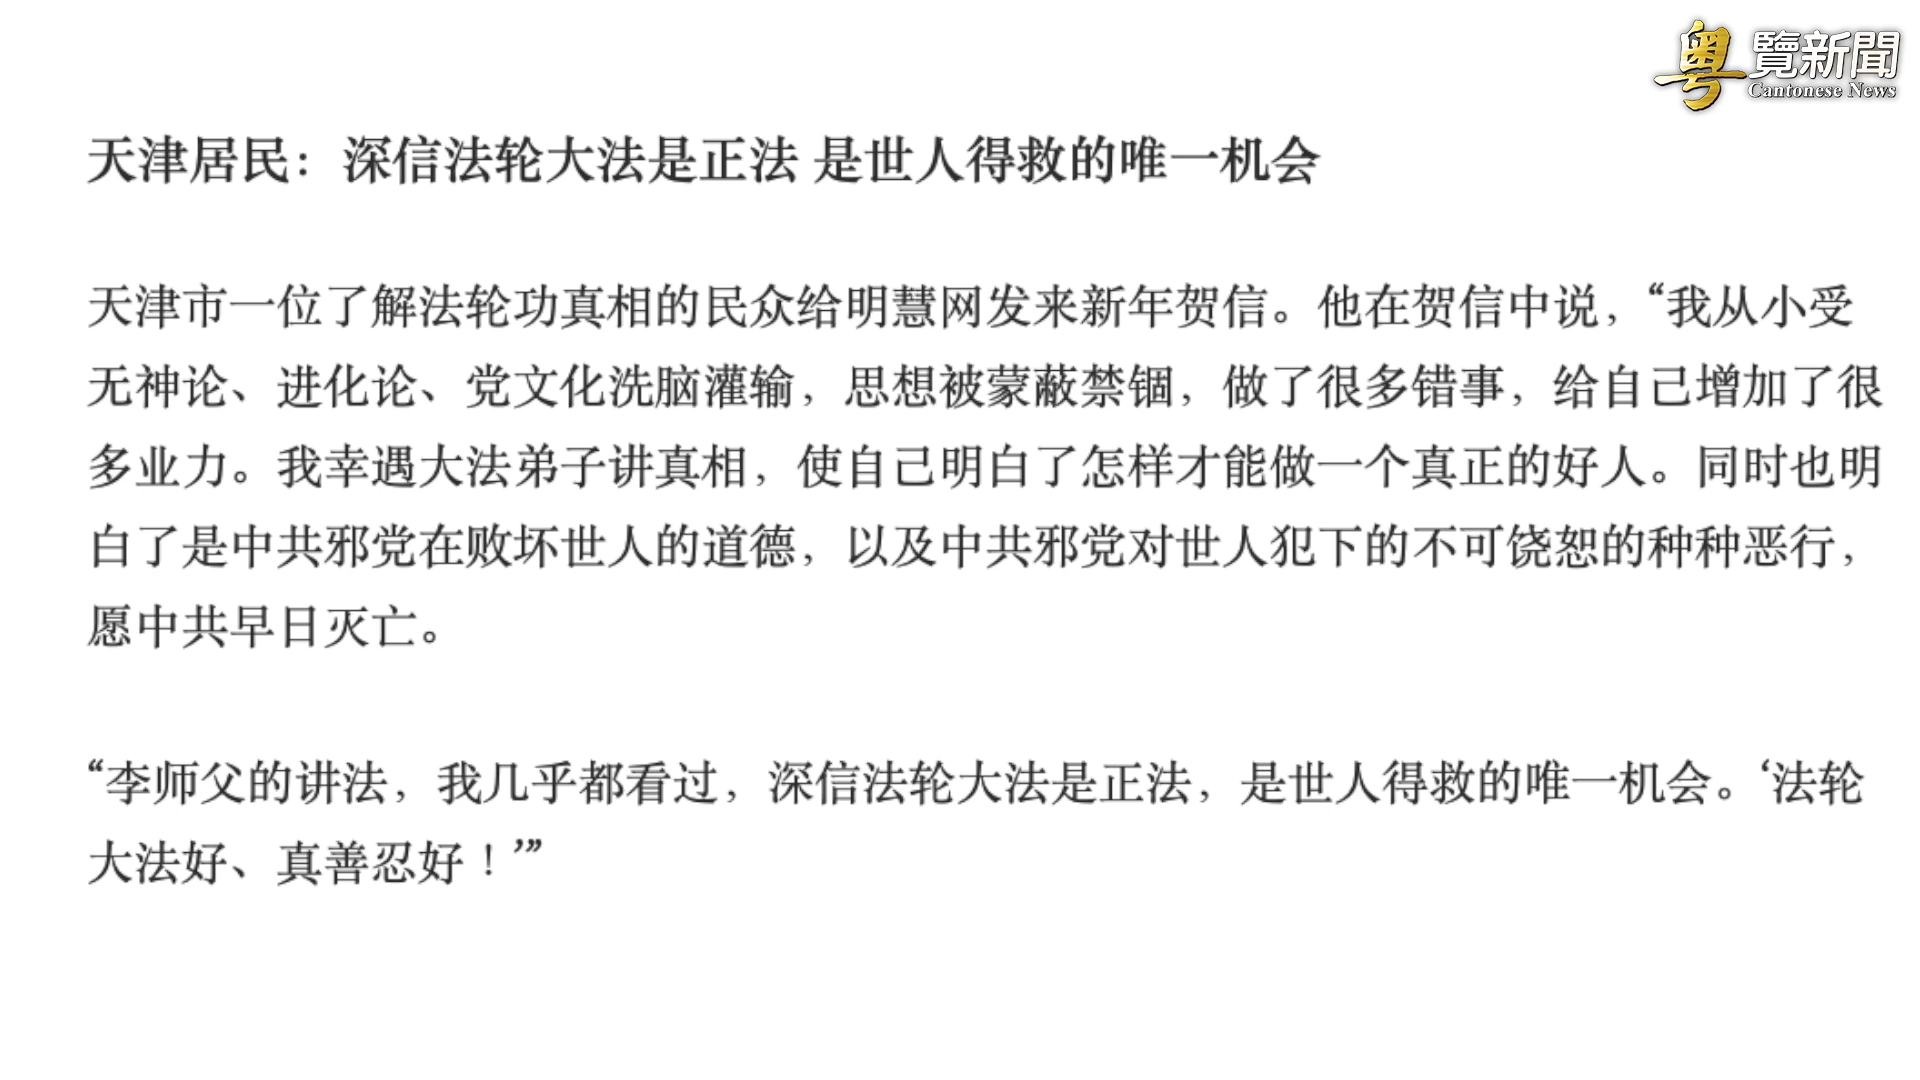 粤覽新聞
Cantonese News
天津居民：深信法轮大法是正法 是世人得救的唯一机会
天津市一位了解法轮功真相的民众给明慧网发来新年贺信。他在贺信中说，“我从小受
无神论、进化论、党文化洗脑灌输，思想被蒙蔽禁锢，做了很多错事，给自己增加了很
多业力。我幸遇大法弟子讲真相，使自己明白了怎样才能做一个真正的好人。同时也明
白了是中共邪党在败坏世人的道德，以及中共邪党对世人犯下的不可饶恕的种种恶行，
愿中共早日灭亡。
“李师父的讲法，我几乎都看过，深信法轮大法是正法，是世人得救的唯一机会。‘法轮
大法好、真善忍好！’”